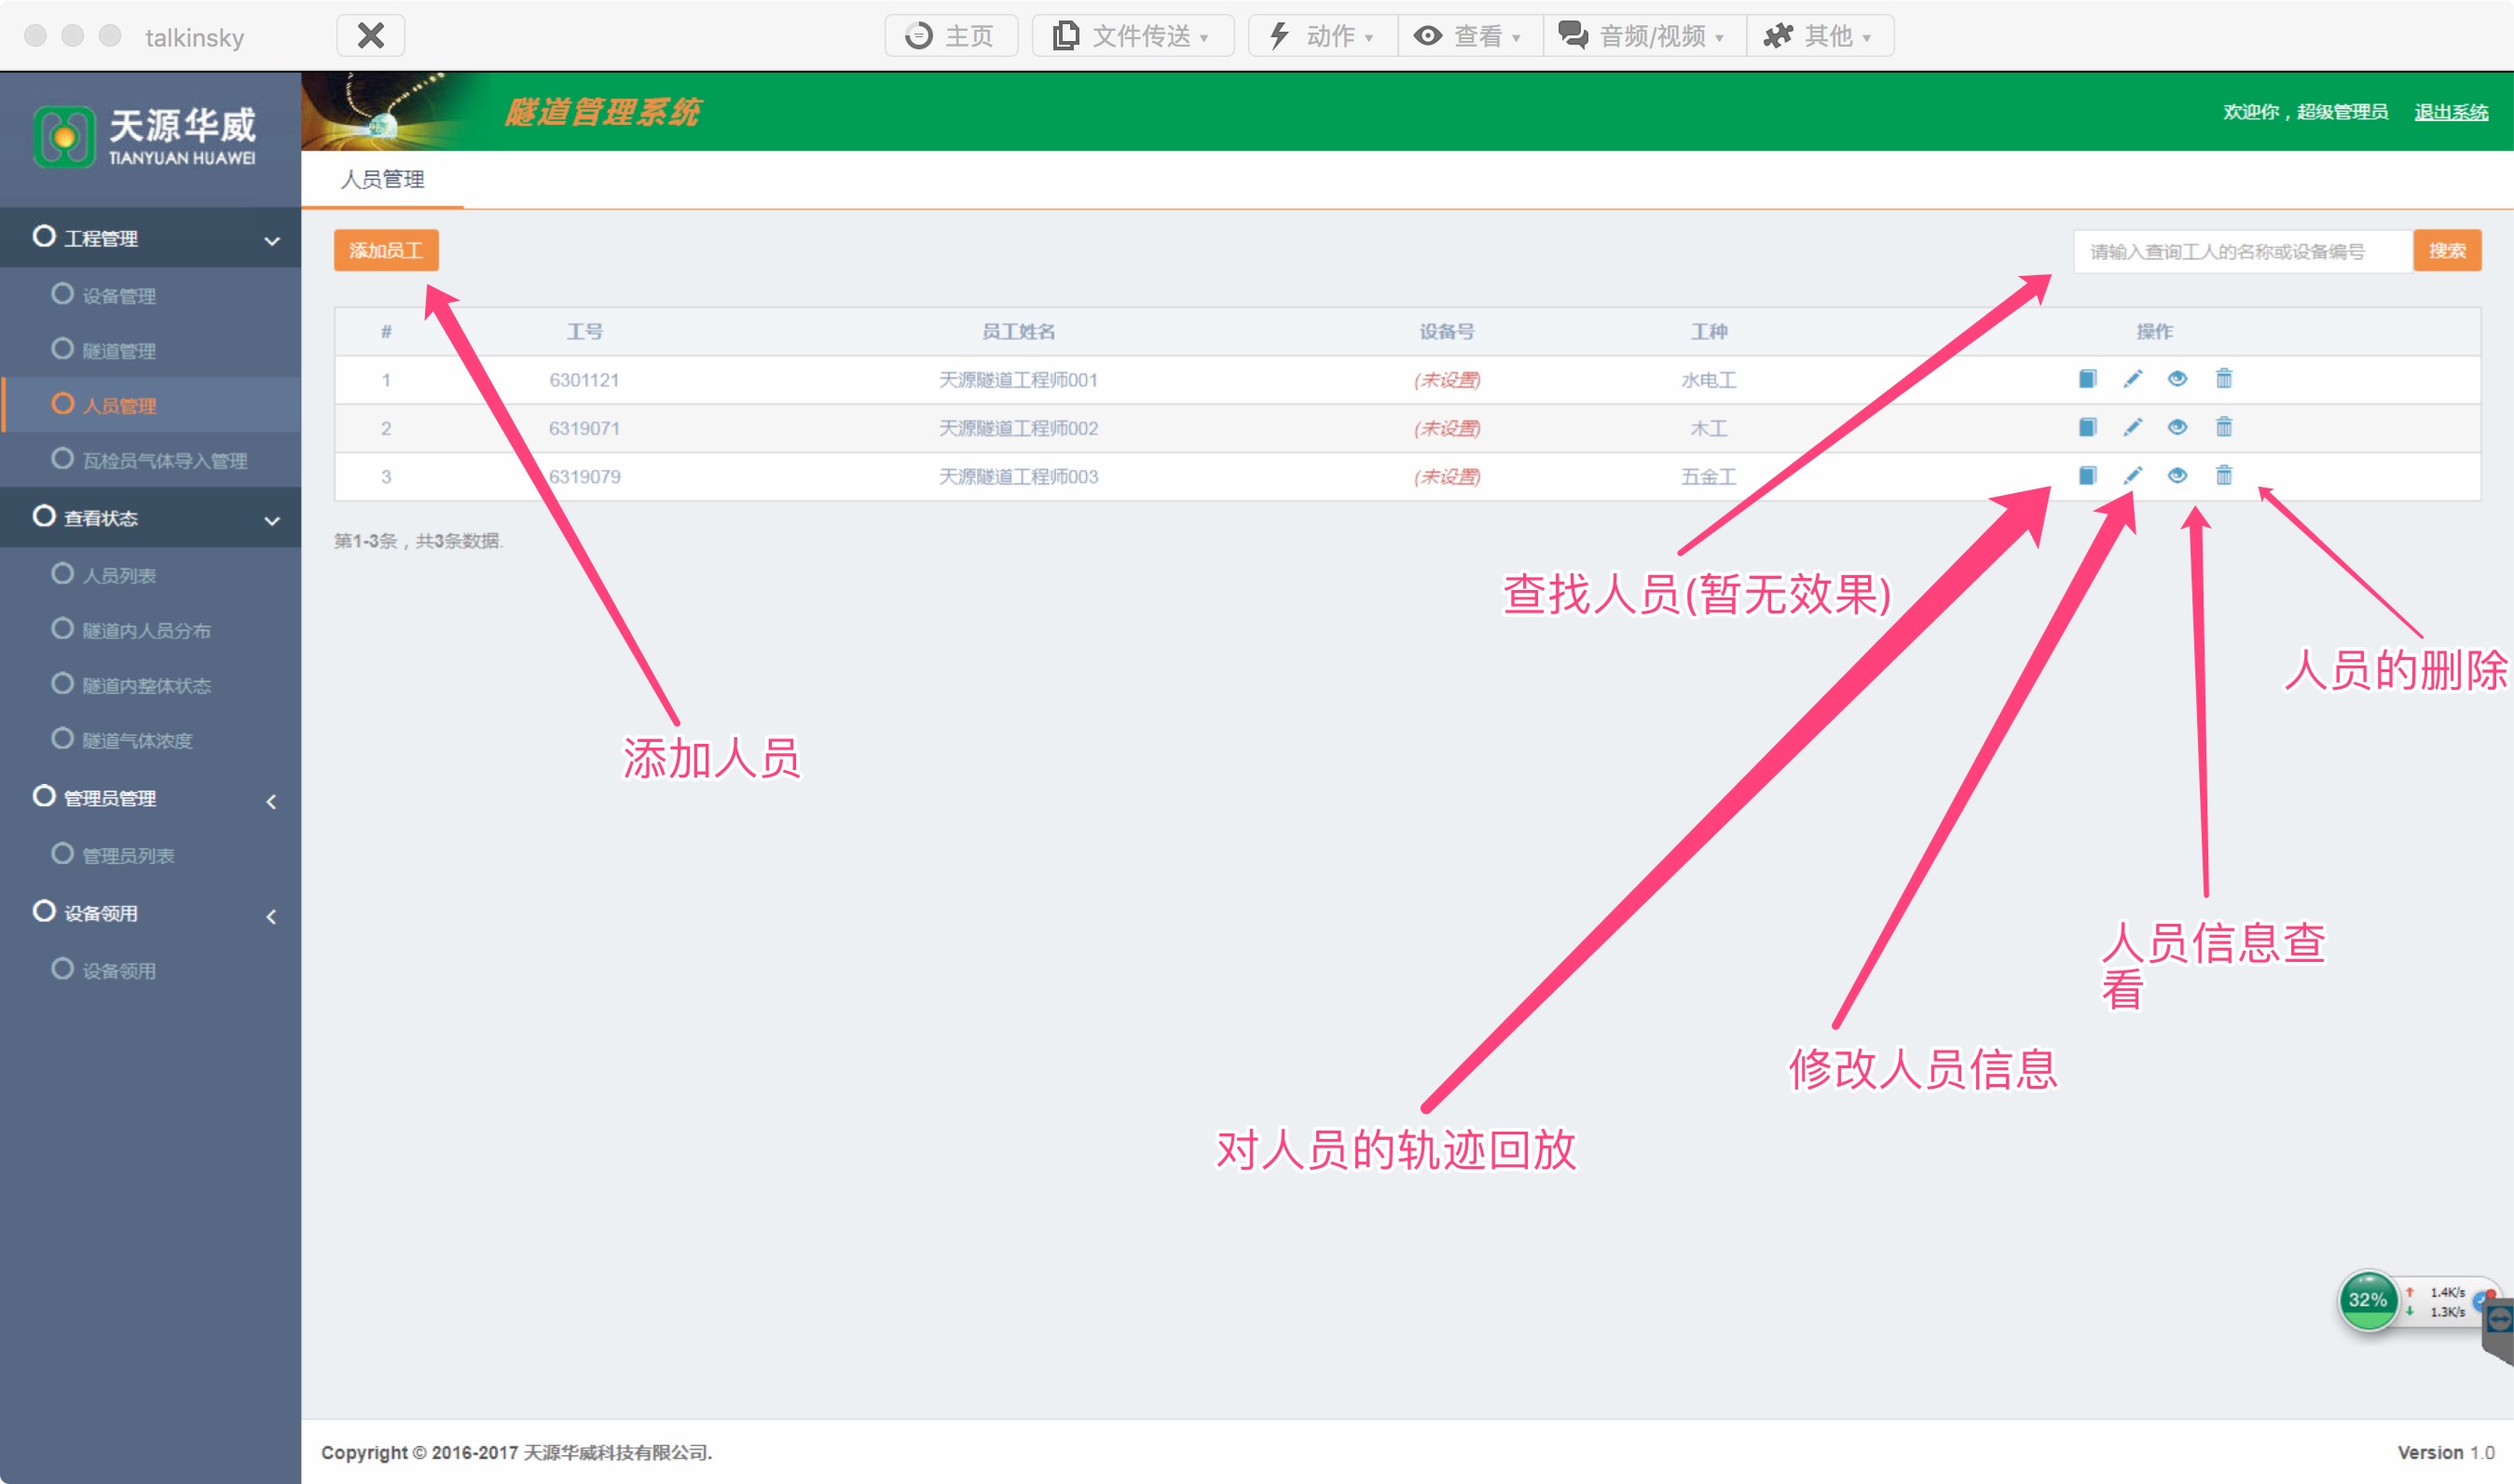 talkinsky
主页
文件传送
动作
查看
音频/视频
其他
天源华威
TIANYUAN HUAWEI
隧道管理系统
欢迎你，超级管理员 退出系统
工程管理
设备管理
隧道管理
人员管理
瓦检员气体导入管理
查看状态
人员列表
隧道内人员分布
隧道内整体状态
隧道气体浓度
管理员管理
管理员列表
设备领用
设备领用
人员管理
添加员工
请输入查询工人的名称或设备编号 搜索
# 工号 员工姓名 设备号 工种 操作
1 6301121 天源隧道工程师001 (未设置) 水电工
2 6319071 天源隧道工程师002 (未设置) 木工
3 6319079 天源隧道工程师003 (未设置) 五金工
第1-3条，共3条数据.
查找人员(暂无效果)
人员的删除
添加人员
人员信息查
看
修改人员信息
对人员的轨迹回放
32%
1.4K/s
1.3K/s
Copyright © 2016-2017 天源华威科技有限公司.
Version 1.0